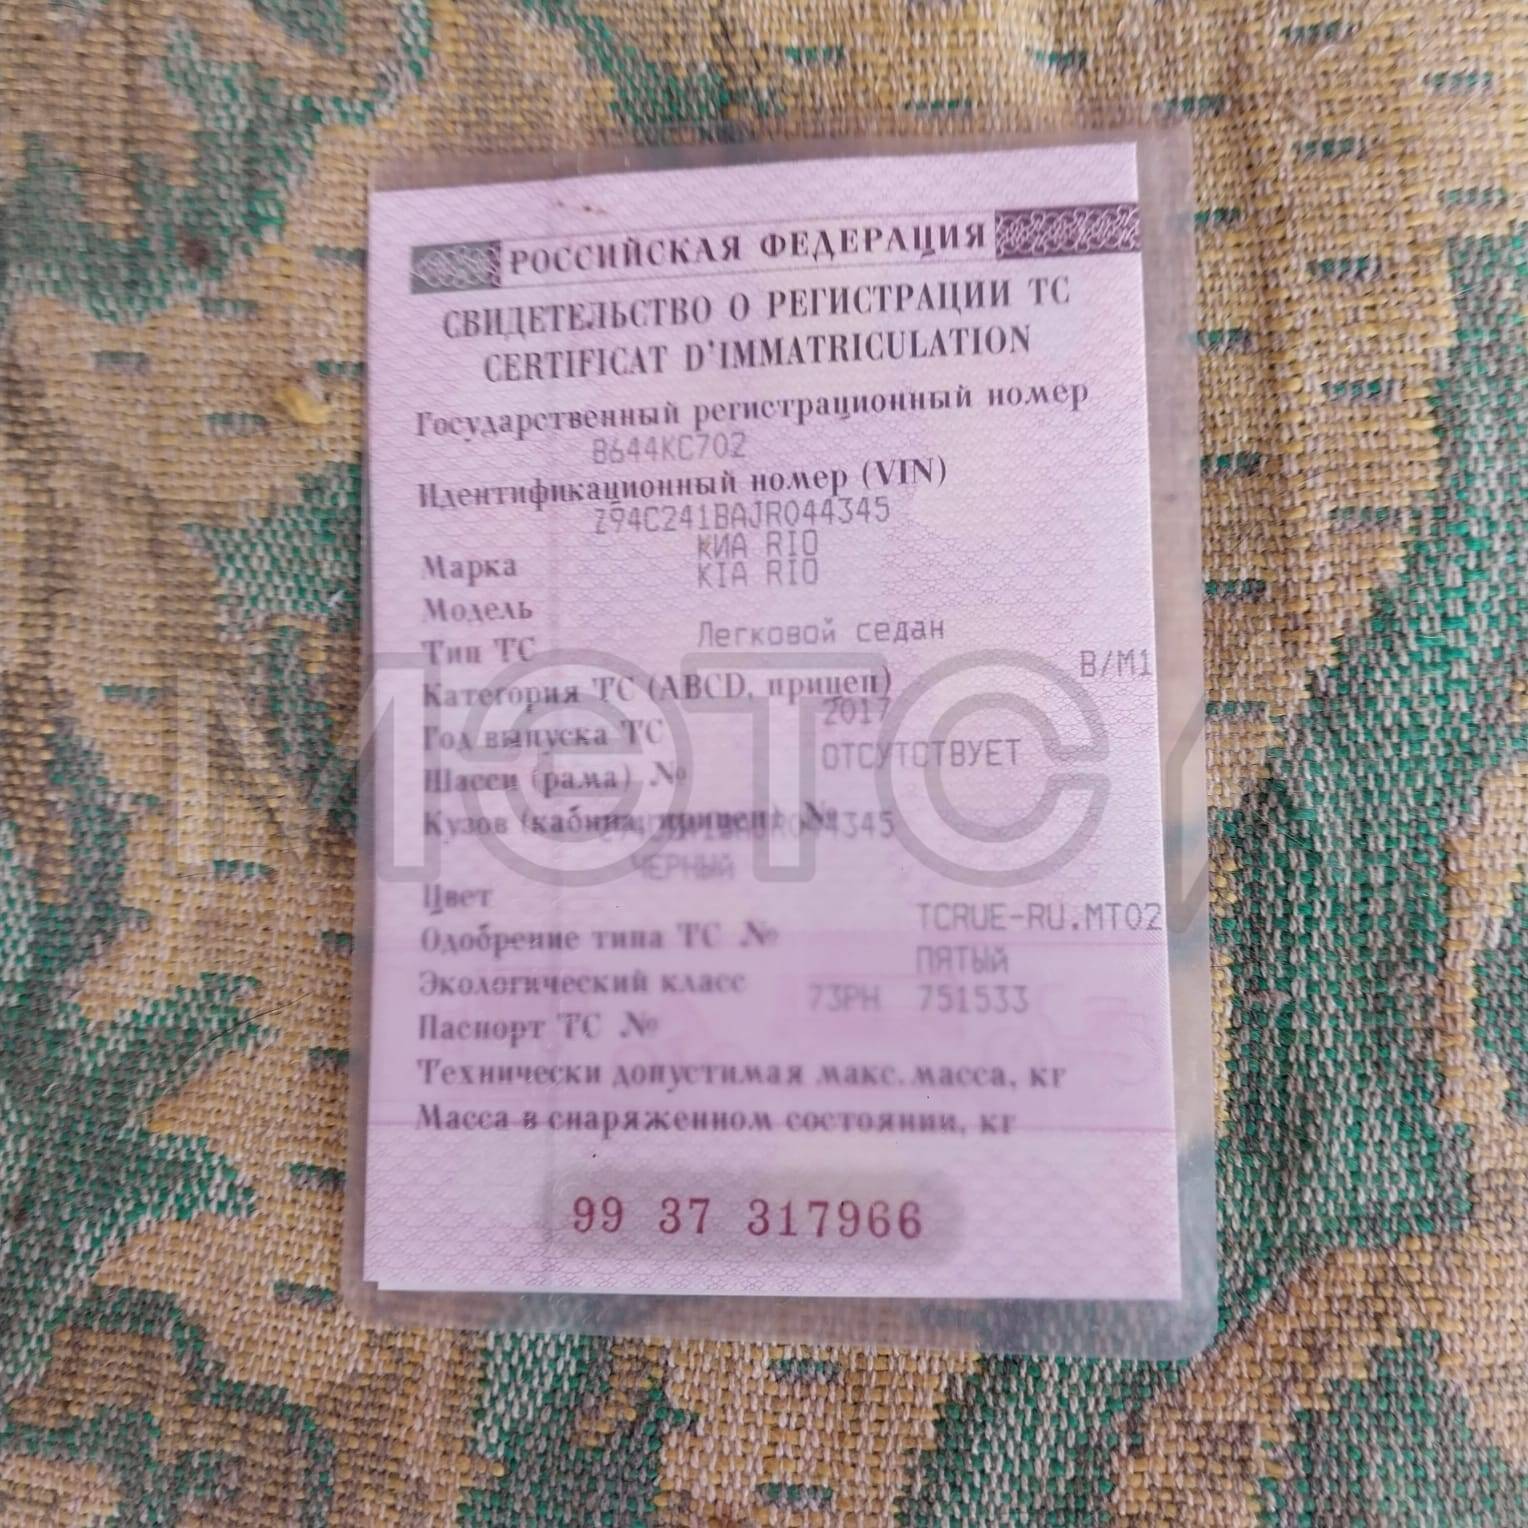 РОССИЙСКАЯ ФЕДЕРАЦИЯ
СВИДЕТЕЛЬСТВО О РЕГИСТРАЦИИ ТС
CERTIFICAT D'IMMATRICULATION
Государственный регистрационный номер
В644КС702
Идентификационный номер (VIN)
Z94C241BAJR044345
КИА RIO
Марка
KIA RIO
Модель
Легковой седан
Тип ТС
B/M1
Категория ТС (ABCD, прицеп)
2017
Год выпуска ТС
ОТСУТСТВУЕТ
Шасси (рама) №
Кузов (кабина, прицеп) №
ЧЕРНЫЙ
Цвет
TCRUE-RU.MT02
Одобрение типа ТС №
ПЯТЫЙ
Экологический класс
73РН 751533
Паспорт ТС №
Технически допустимая макс. масса, кг
Масса в снаряженном состоянии, кг
99 37 317966